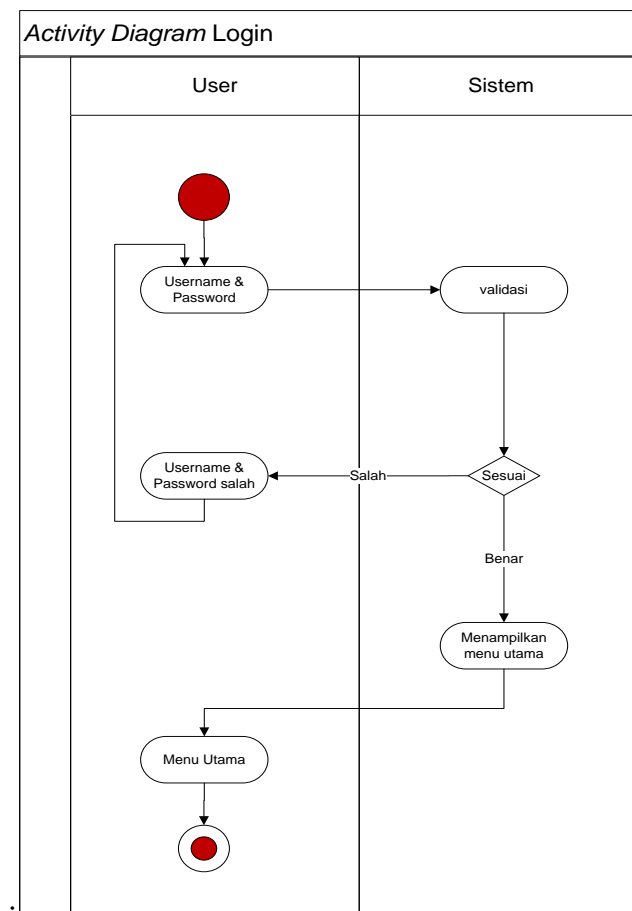 Activity Diagram Login
User
Sistem
Username &
Password
validasi
Username &
Password salah
Salah
Sesuai
Benar
Menampilkan
menu utama
Menu Utama
.